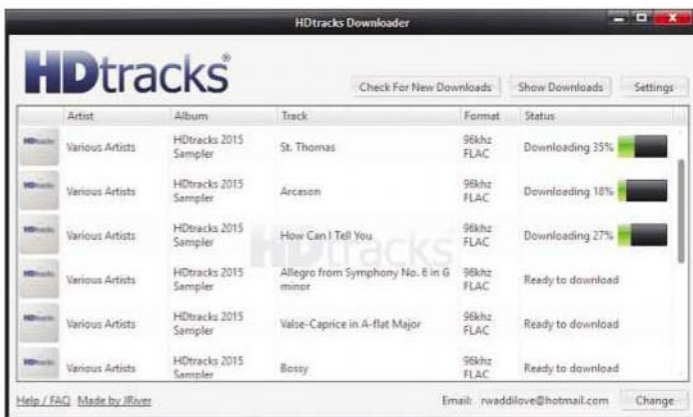 HDtracks Downloader
HDtracks®
Check For New Downloads Show Downloads Settings
Artist Album Track Format Status
Various Artists HDtracks 2015 Sampler St. Thomas 96khz FLAC Downloading 35%
Various Artists HDtracks 2015 Sampler Arcason 96khz FLAC Downloading 18%
Various Artists HDtracks 2015 Sampler How Can I Tell You 96khz FLAC Downloading 27%
HDtracks
Various Artists HDtracks 2015 Sampler Allegro from Symphony No. 6 in G minor 96khz FLAC Ready to download
Various Artists HDtracks 2015 Sampler Valse-Caprice in A-flat Major 96khz FLAC Ready to download
Various Artists HDtracks 2015 Sampler Bossy 96khz FLAC Ready to download
Help / FAQ Made by JRiver Email: rwaddilove@hotmail.com Change